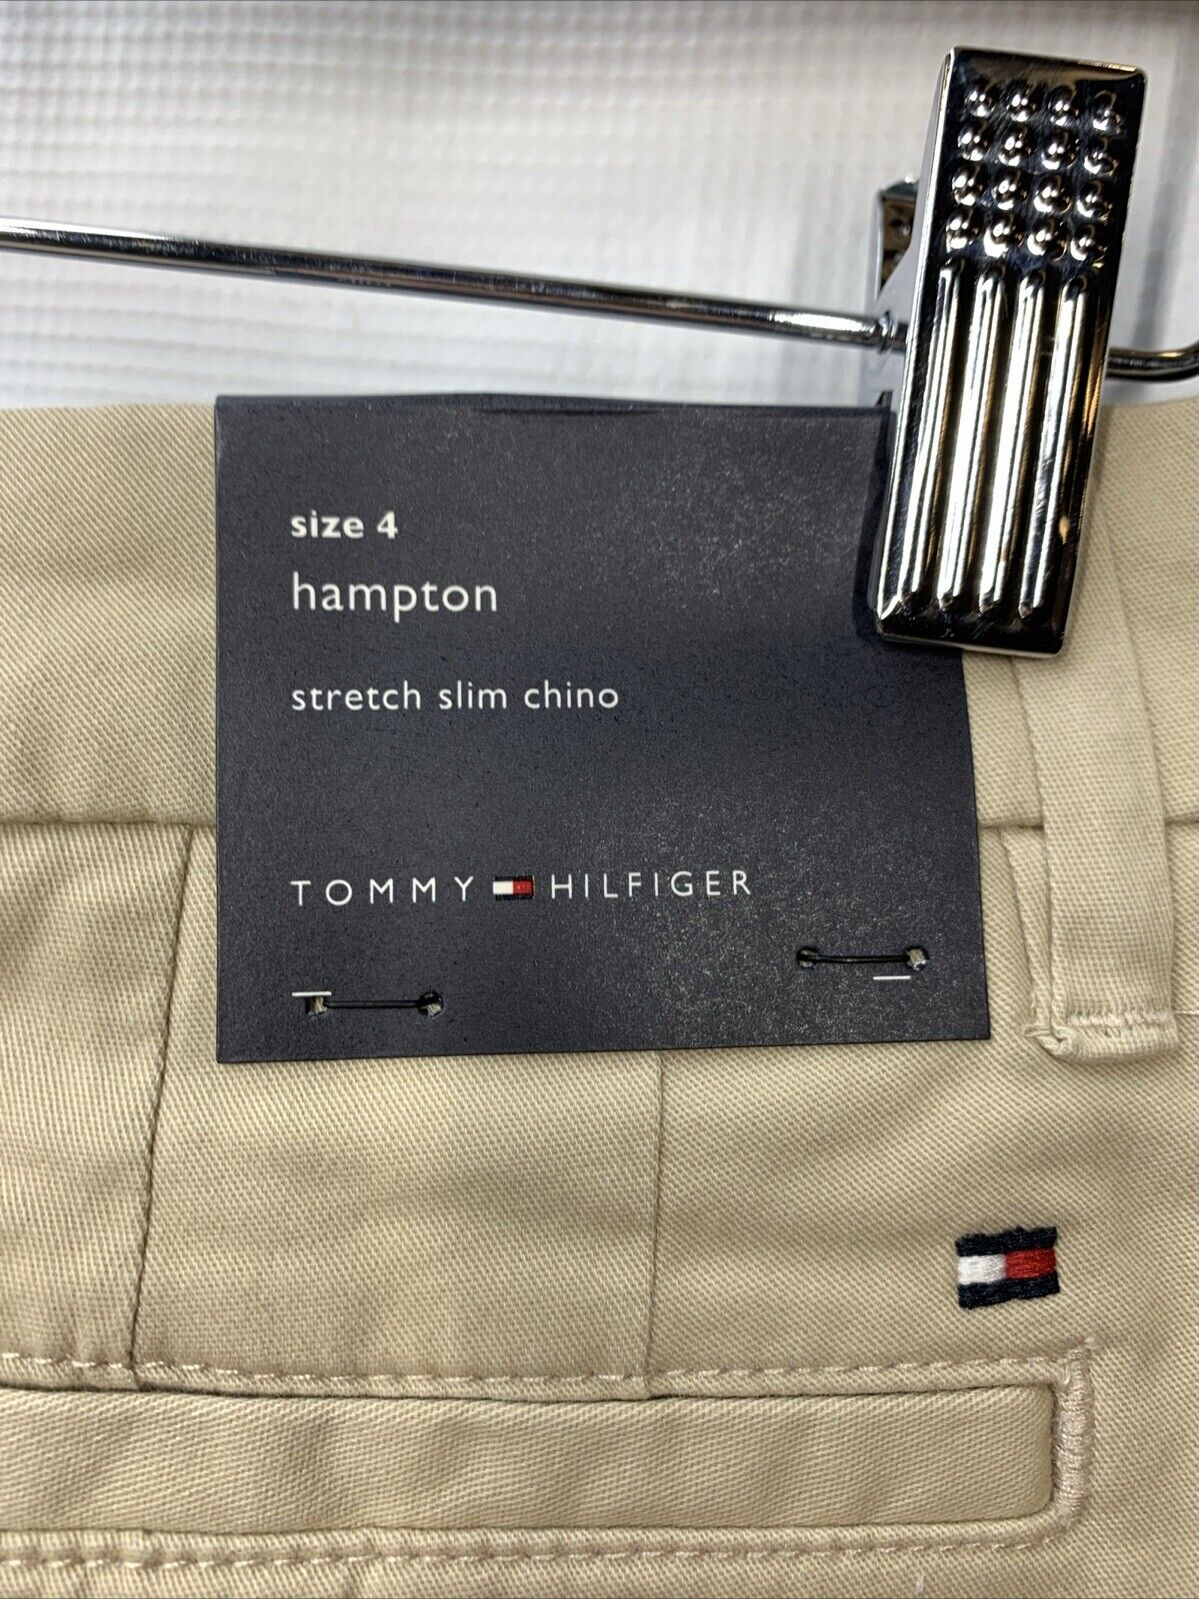 size 4
hampton
stretch slim chino
TOMMY HILFIGER